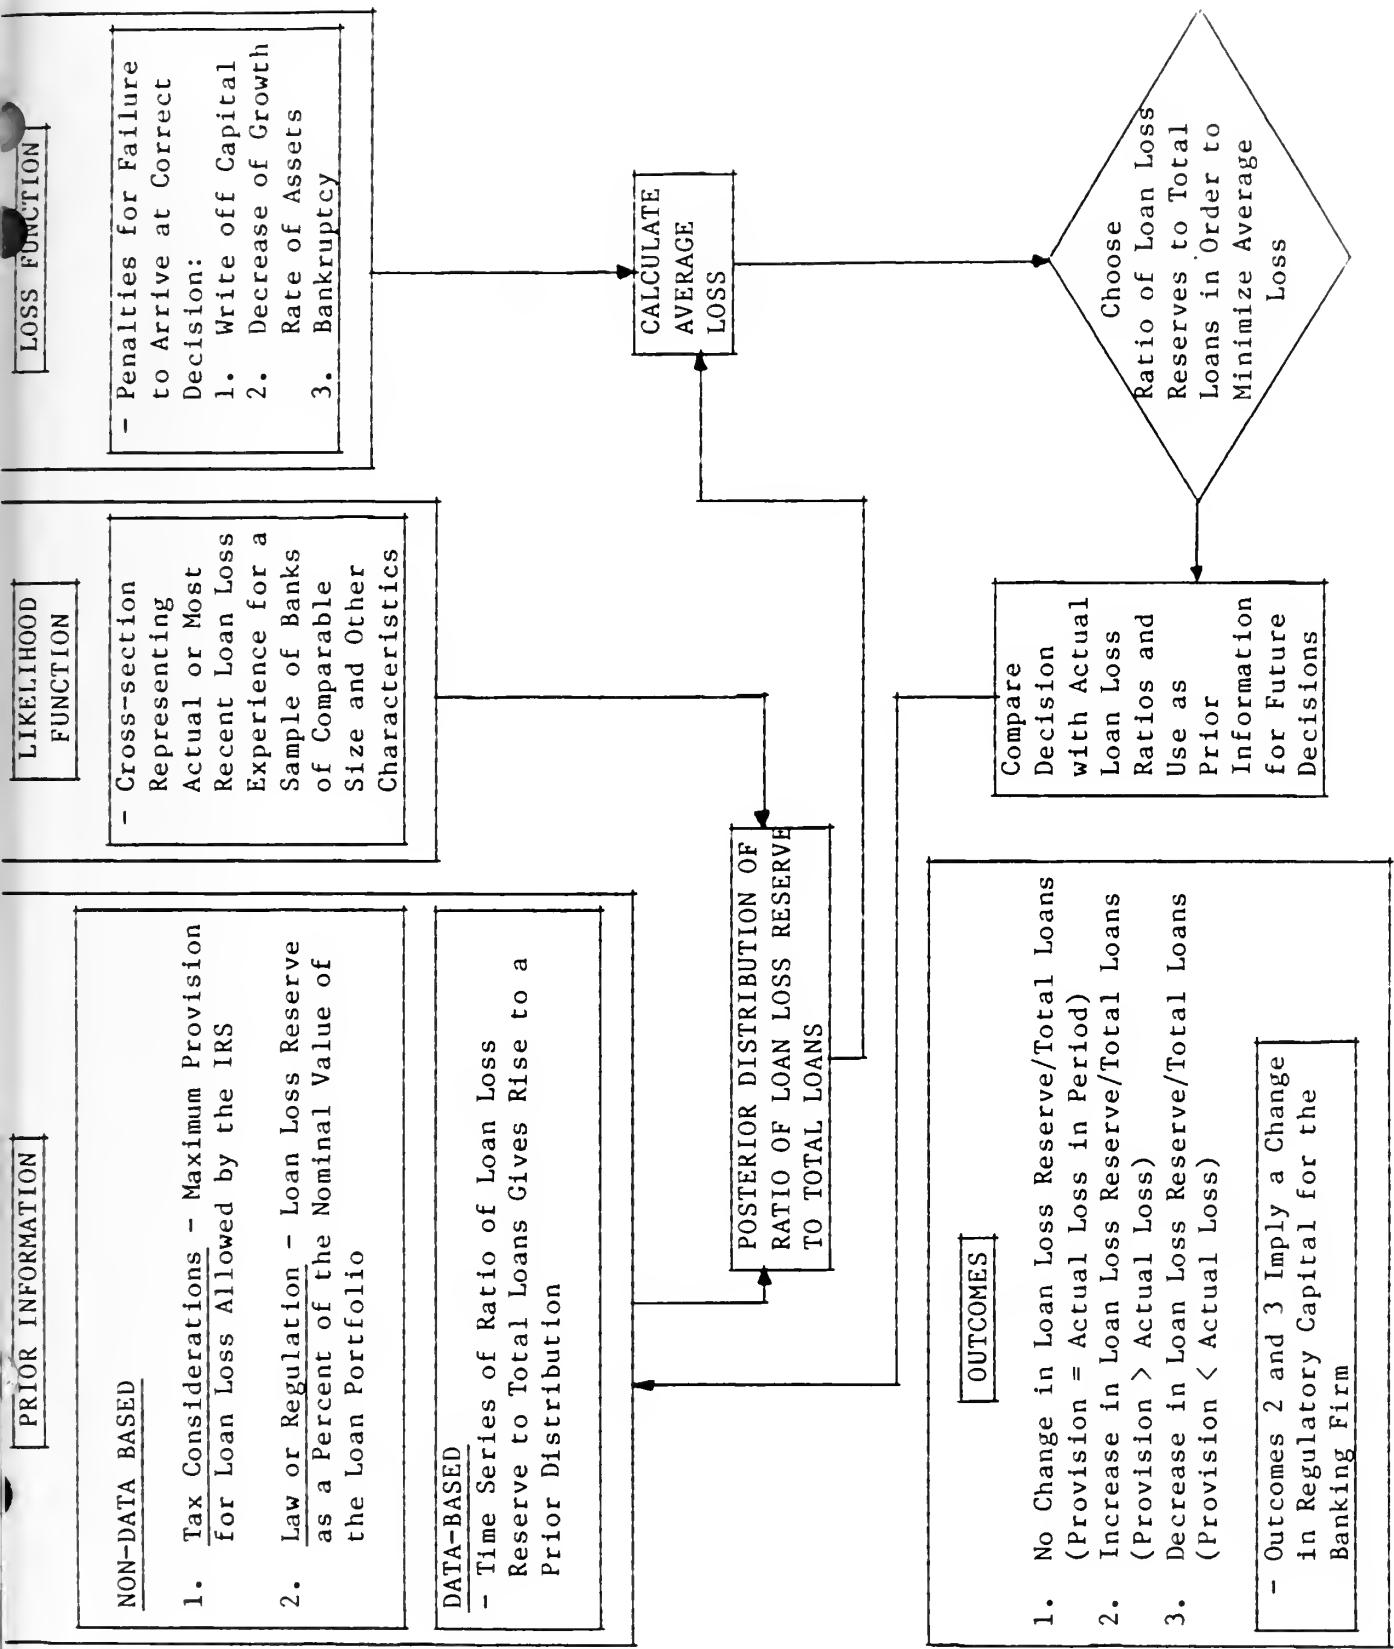 PRIOR INFORMATION
NON-DATA BASED
1. Tax Considerations - Maximum Provision
for Loan Loss Allowed by the IRS
2. Law or Regulation - Loan Loss Reserve
as a Percent of the Nominal Value of
the Loan Portfolio
DATA-BASED
- Time Series of Ratio of Loan Loss
Reserve to Total Loans Gives Rise to a
Prior Distribution
LIKELIHOOD
FUNCTION
- Cross-section
Representing
Actual or Most
Recent Loan Loss
Experience for a
Sample of Banks
of Comparable
Size and Other
Characteristics
LOSS FUNCTION
- Penalties for Failure
to Arrive at Correct
Decision:
1. Write off Capital
2. Decrease of Growth
Rate of Assets
3. Bankruptcy
POSTERIOR DISTRIBUTION OF
RATIO OF LOAN LOSS RESERVE
TO TOTAL LOANS
CALCULATE
AVERAGE
LOSS
OUTCOMES
1. No Change in Loan Loss Reserve/Total Loans
(Provision = Actual Loss in Period)
2. Increase in Loan Loss Reserve/Total Loans
(Provision > Actual Loss)
3. Decrease in Loan Loss Reserve/Total Loans
(Provision < Actual Loss)
- Outcomes 2 and 3 Imply a Change
in Regulatory Capital for the
Banking Firm
Compare
Decision
with Actual
Loan Loss
Ratios and
Use as
Prior
Information
for Future
Decisions
Choose
Ratio of Loan Loss
Reserves to Total
Loans in Order to
Minimize Average
Loss